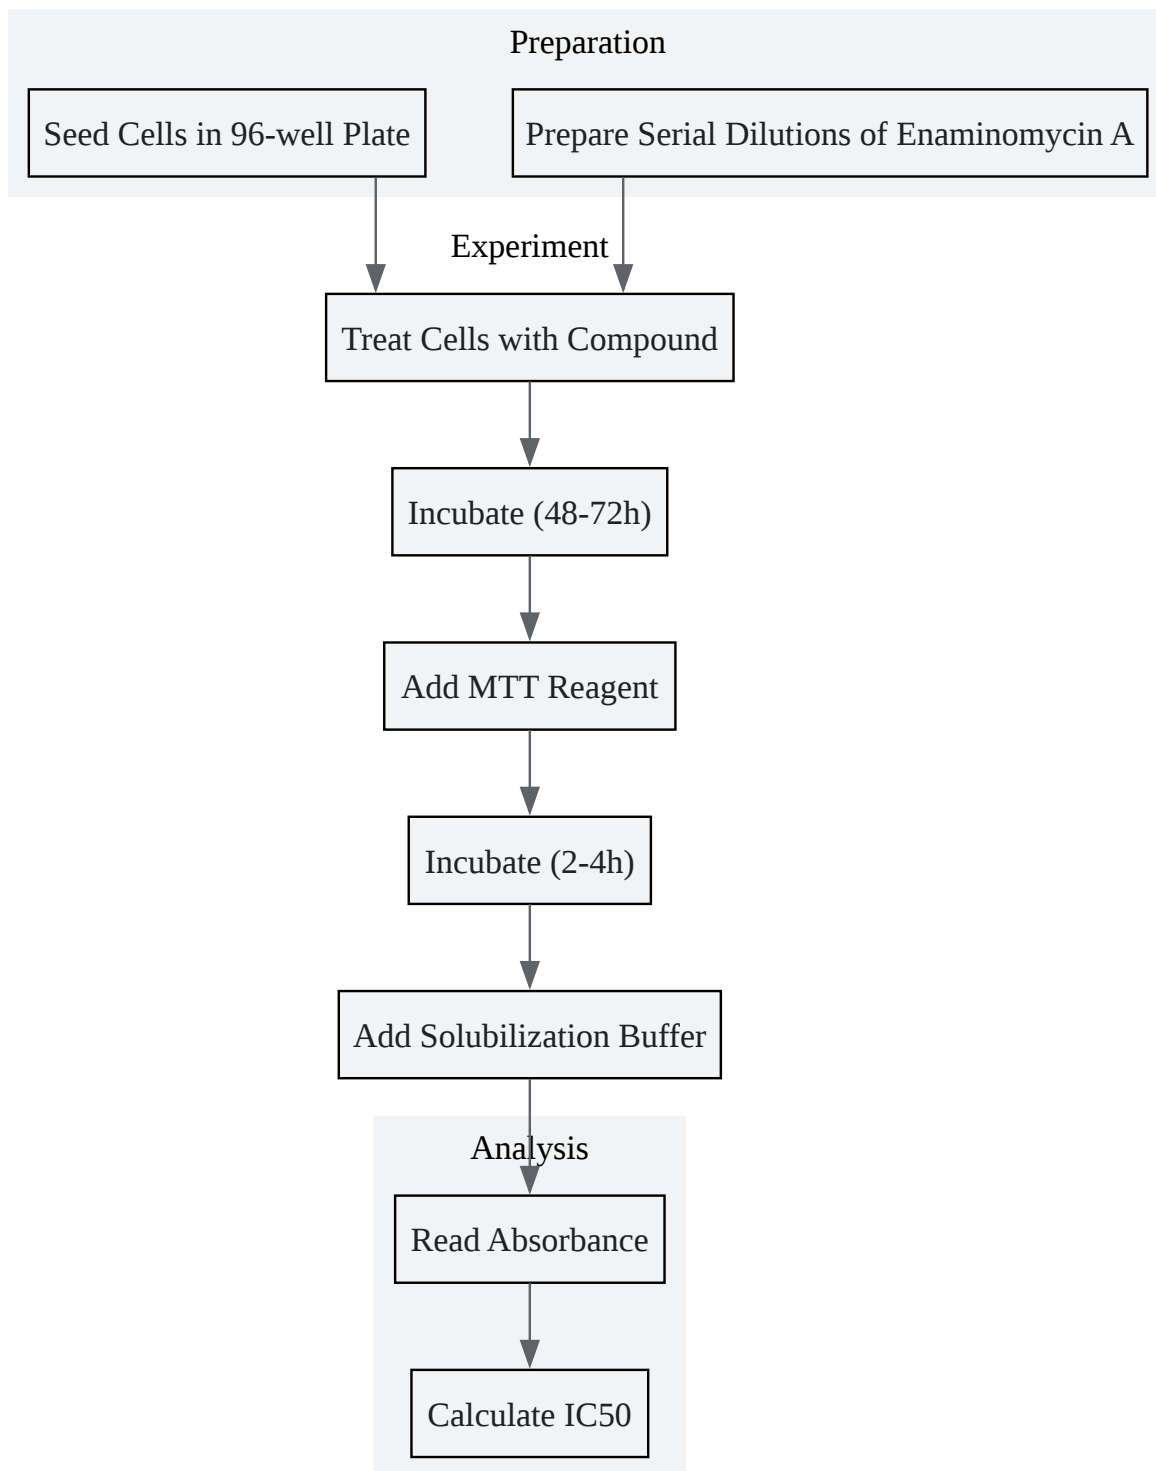 Preparation
Seed Cells in 96-well Plate
Prepare Serial Dilutions of Enaminomycin A
Experiment
Treat Cells with Compound
Incubate (48-72h)
Add MTT Reagent
Incubate (2-4h)
Add Solubilization Buffer
Analysis
Read Absorbance
Calculate IC50